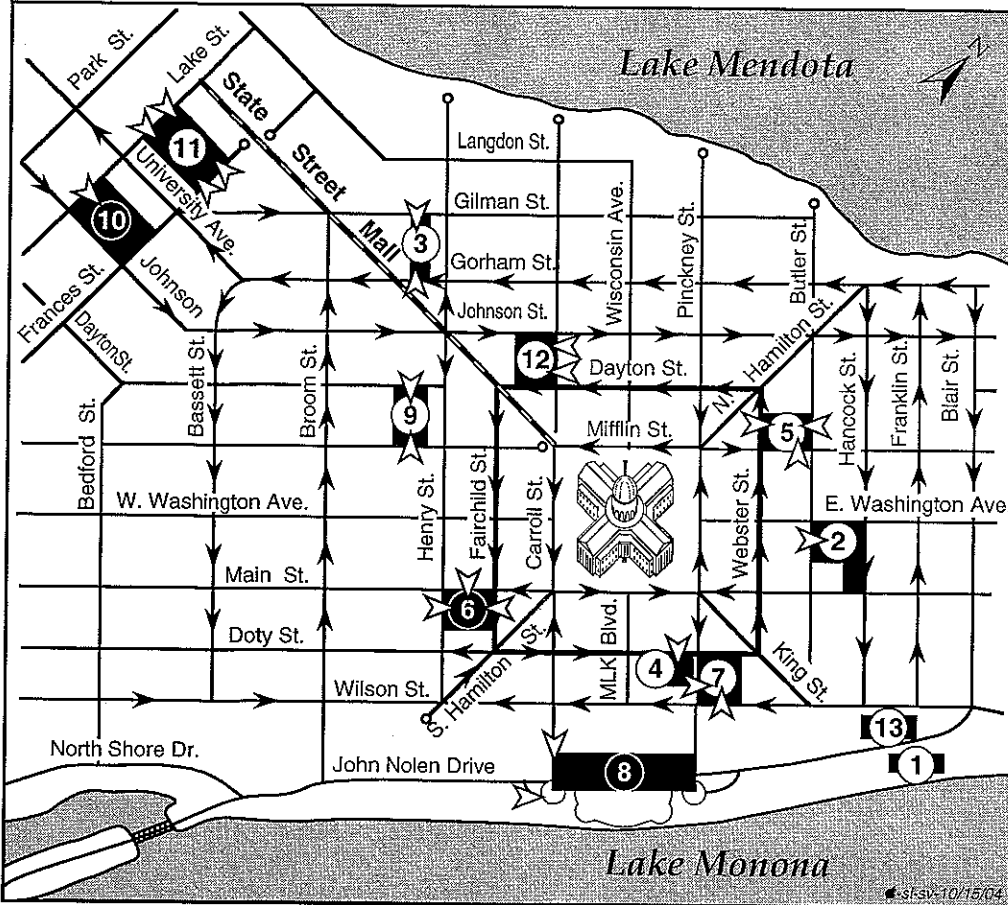 Lake Mendota
N
Park St.
Lake St.
State Street Mall
11
University Ave.
10
Langdon St.
Gilman St.
3
Gorham St.
Wisconsin Ave.
Pinckney St.
Butler St.
Johnson
Johnson St.
Frances St.
Dayton St.
12
Dayton St.
N. Hamilton St.
Bassett St.
Broom St.
Hancock St.
Franklin St.
Blair St.
9
Mifflin St.
5
Bedford St.
Henry St.
Fairchild St.
Carroll St.
Webster St.
W. Washington Ave.
E. Washington Ave
2
Main St.
6
MLK Blvd.
Doty St.
S. Hamilton St.
4
7
King St.
Wilson St.
13
North Shore Dr.
John Nolen Drive
8
1
Lake Monona
-sl-sv-10/15/04